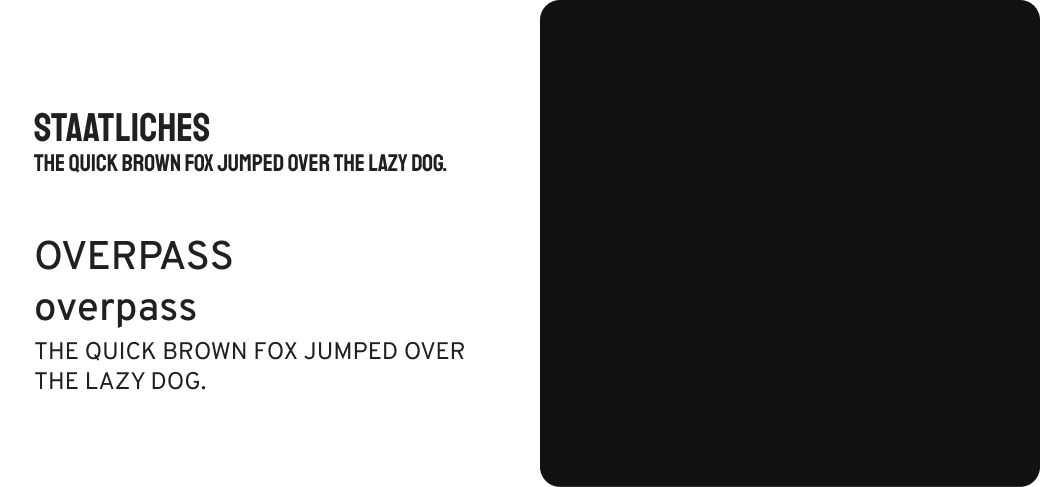 STAATLICHES
THE QUICK BROWN FOX JUMPED OVER THE LAZY DOG.
OVERPASS
overpass
THE QUICK BROWN FOX JUMPED OVER
THE LAZY DOG.